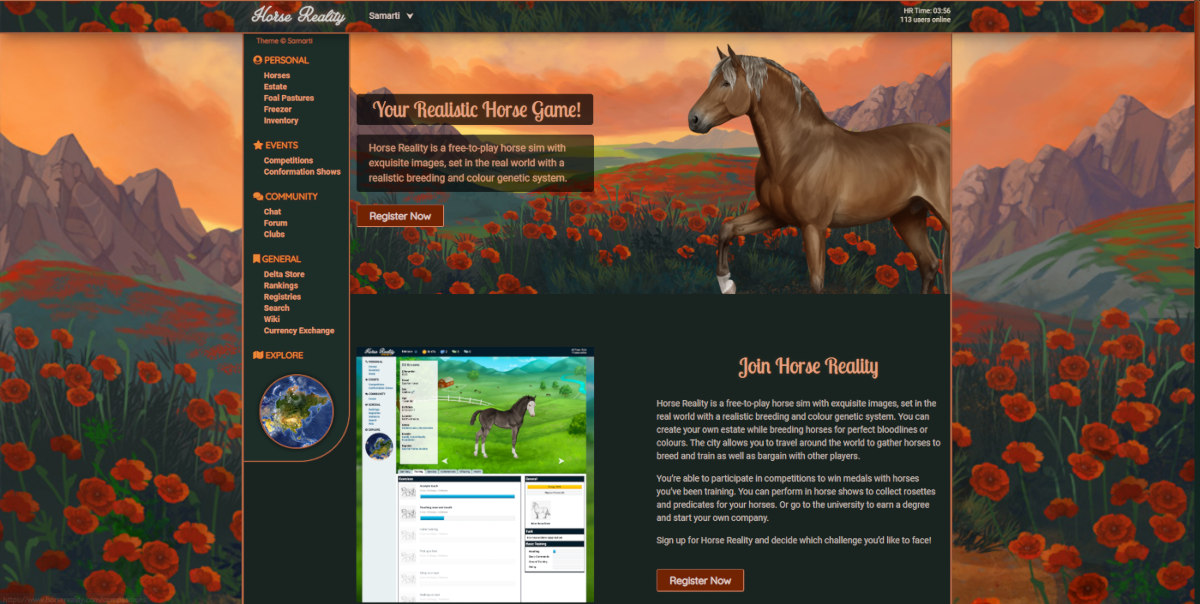 Horse Reality
Samarti
HR Time: 03:56
113 users online
Theme © Samarti
PERSONAL
Horses
Estate
Foal Pastures
Freezer
Inventory
EVENTS
Competitions
Conformation Shows
COMMUNITY
Chat
Forum
Clubs
GENERAL
Delta Store
Rankings
Registries
Search
Wiki
Currency Exchange
EXPLORE
Your Realistic Horse Game!
Horse Reality is a free-to-play horse sim with
exquisite images, set in the real world with a
realistic breeding and colour genetic system.
Register Now
Horse Reality
Join Horse Reality
Horse Reality is a free-to-play horse sim with exquisite images, set in the
real world with a realistic breeding and colour genetic system. You can
create your own estate while breeding horses for perfect bloodlines or
colours. The city allows you to travel around the world to gather horses to
breed and train as well as bargain with other players.
You're able to participate in competitions to win medals with horses
you've been training. You can perform in horse shows to collect rosettes
and predicates for your horses. Or go to the university to earn a degree
and start your own company.
Sign up for Horse Reality and decide which challenge you'd like to face!
Register Now